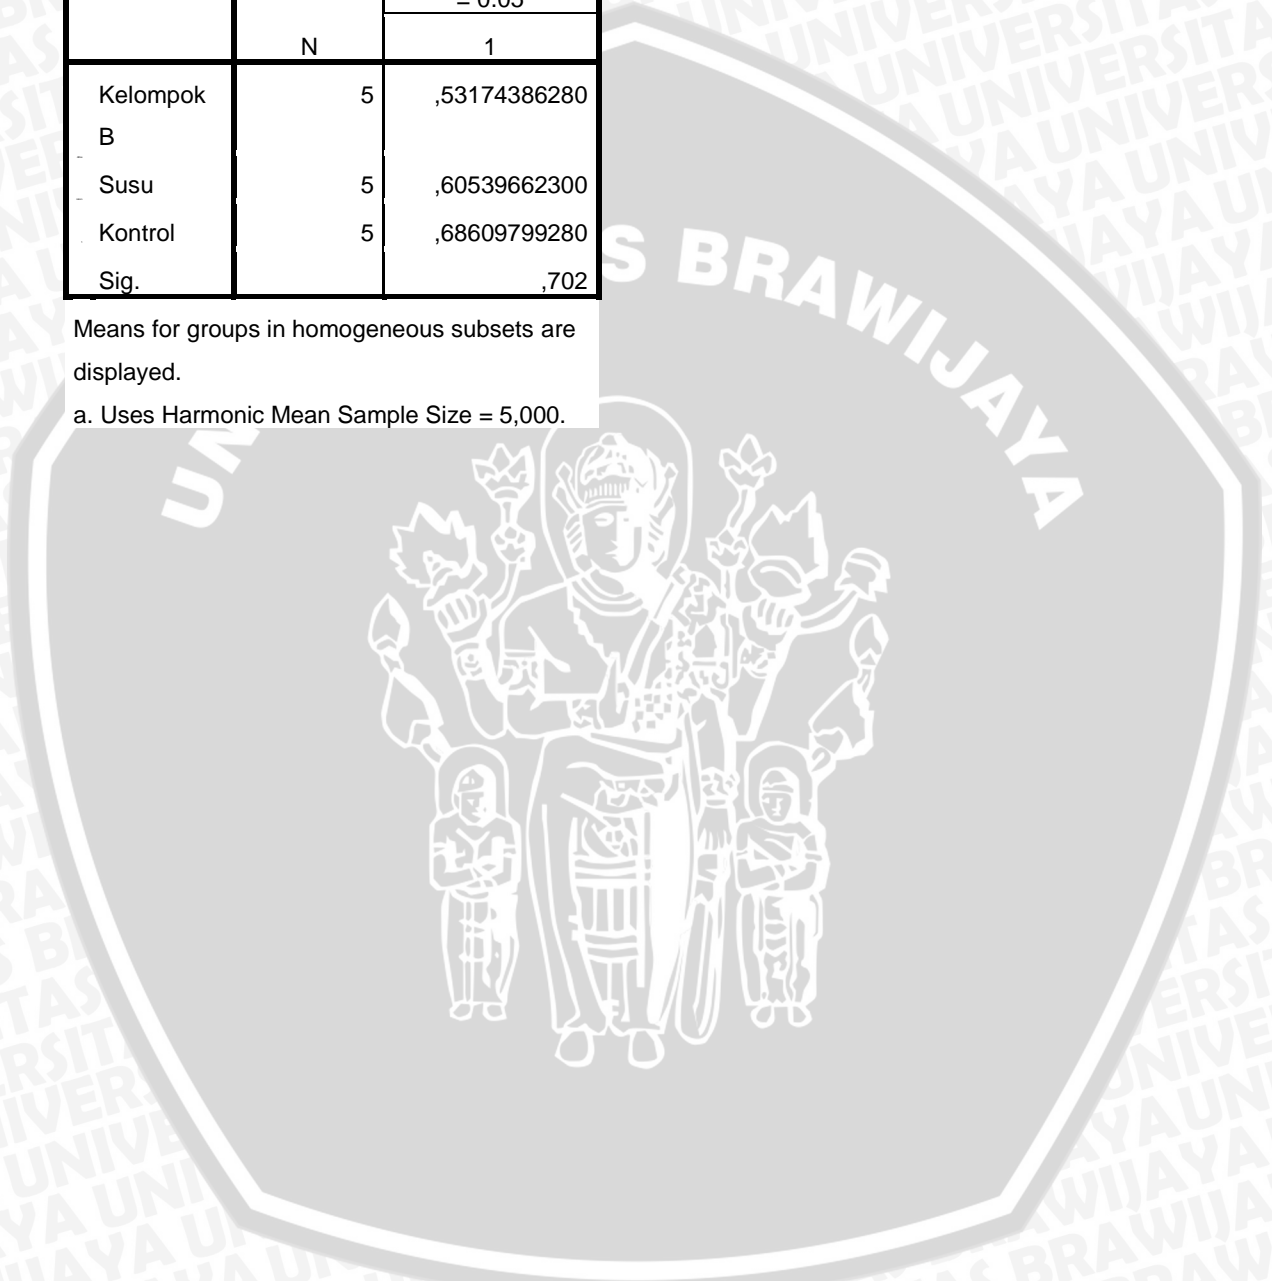 = 0.05
N 1
Kelompok 5 ,53174386280
B
Susu 5 ,60539662300
Kontrol 5 ,68609799280
Sig. ,702
Means for groups in homogeneous subsets are
displayed.
a. Uses Harmonic Mean Sample Size = 5,000.
S BRAWIJAYA